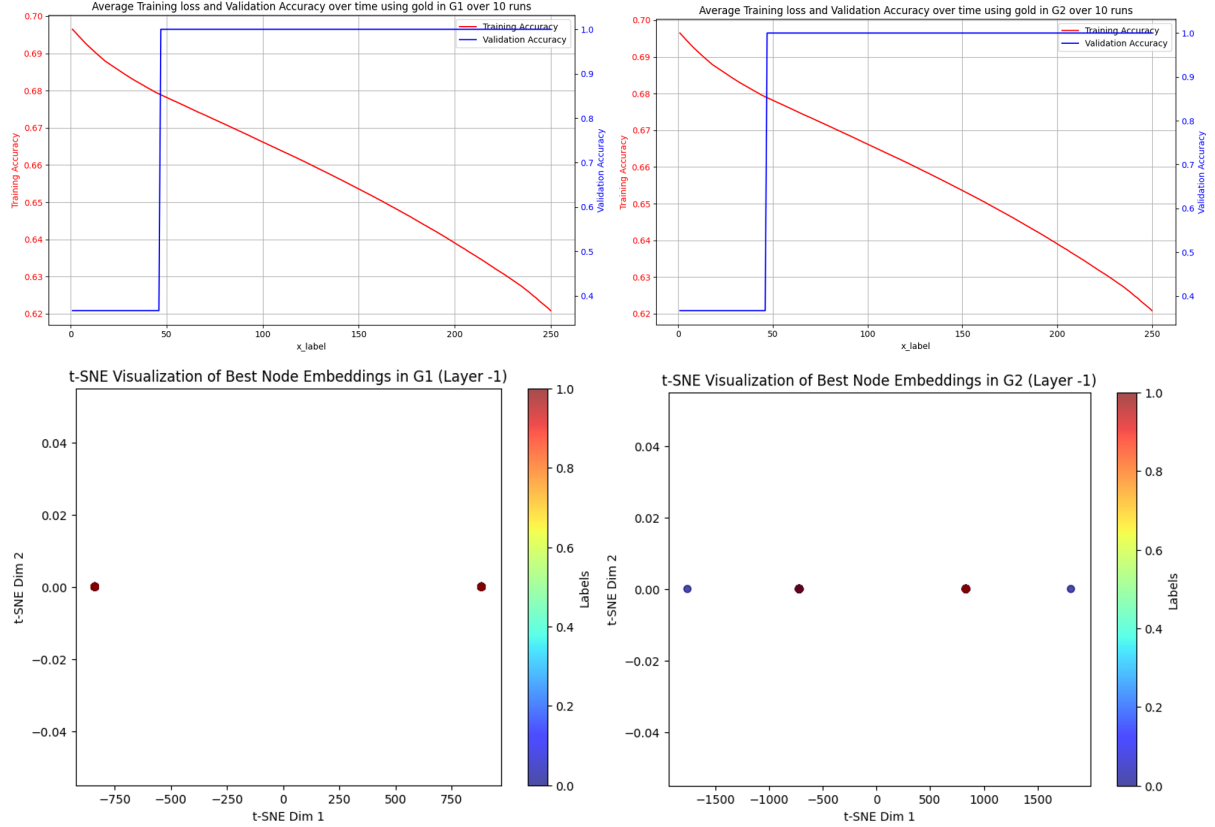 Average Training loss and Validation Accuracy over time using gold in G1 over 10 runs
Training Accuracy
Validation Accuracy
0.70
0.69
0.68
0.67
0.66
0.65
0.64
0.63
0.62
Training Accuracy
1.0
0.9
0.8
0.7
0.6
0.5
0.4
Validation Accuracy
0 50 100 150 200 250
x_label
Average Training loss and Validation Accuracy over time using gold in G2 over 10 runs
Training Accuracy
Validation Accuracy
0.70
0.69
0.68
0.67
0.66
0.65
0.64
0.63
0.62
Training Accuracy
1.0
0.9
0.8
0.7
0.6
0.5
0.4
Validation Accuracy
0 50 100 150 200 250
x_label
t-SNE Visualization of Best Node Embeddings in G1 (Layer -1)
0.04
0.02
0.00
−0.02
−0.04
t-SNE Dim 2
−750 −500 −250 0 250 500 750
t-SNE Dim 1
1.0
0.8
0.6
0.4
0.2
0.0
Labels
t-SNE Visualization of Best Node Embeddings in G2 (Layer -1)
0.04
0.02
0.00
−0.02
−0.04
t-SNE Dim 2
−1500 −1000 −500 0 500 1000 1500
t-SNE Dim 1
1.0
0.8
0.6
0.4
0.2
0.0
Labels